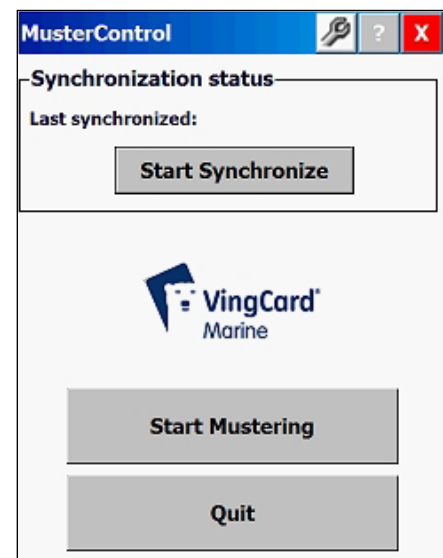 MusterControl ? X
Synchronization status
Last synchronized:
Start Synchronize
VingCard®
Marine
Start Mustering
Quit